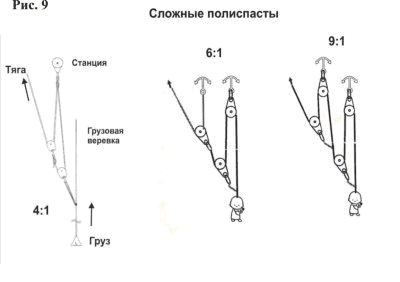 Рис. 9
Сложные полиспасты
6:1
9:1
Станция
Тяга
Грузовая
веревка
4:1
Груз